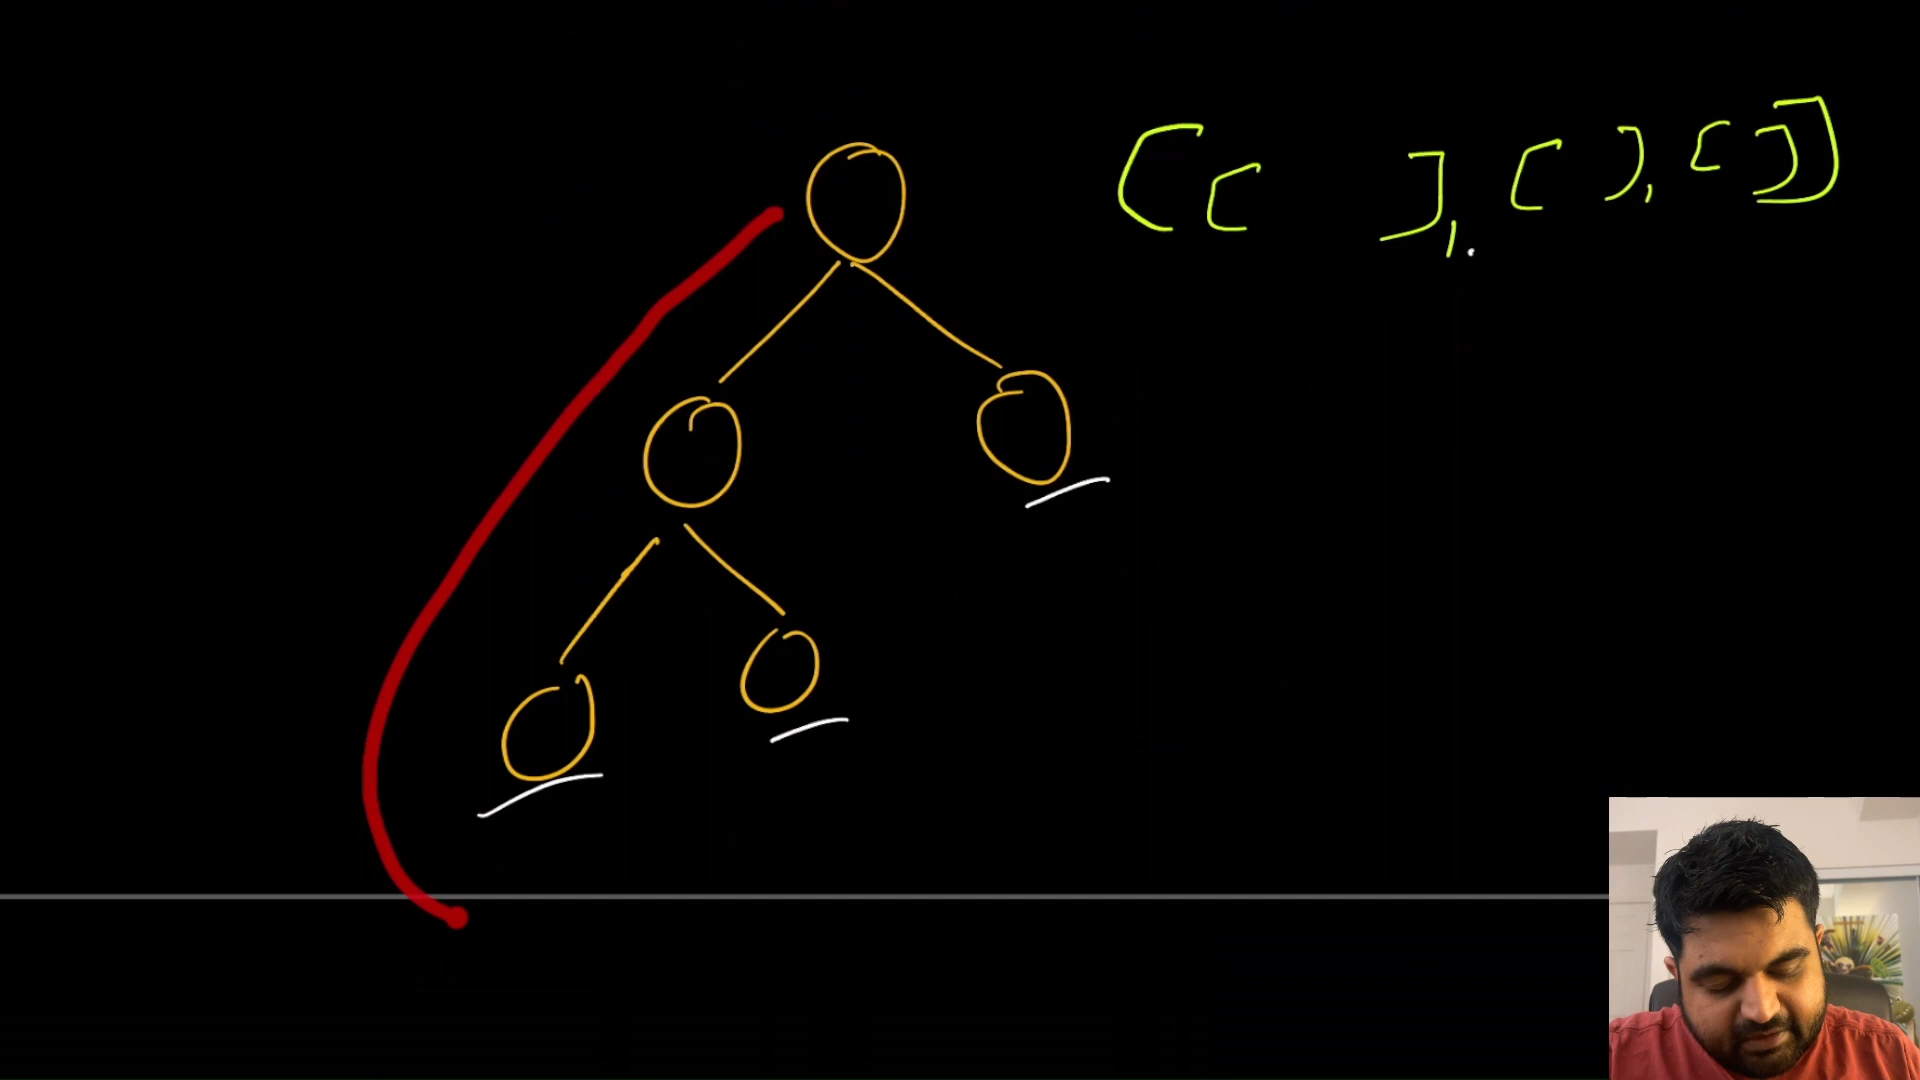 [[ ], [ ], [ ]]